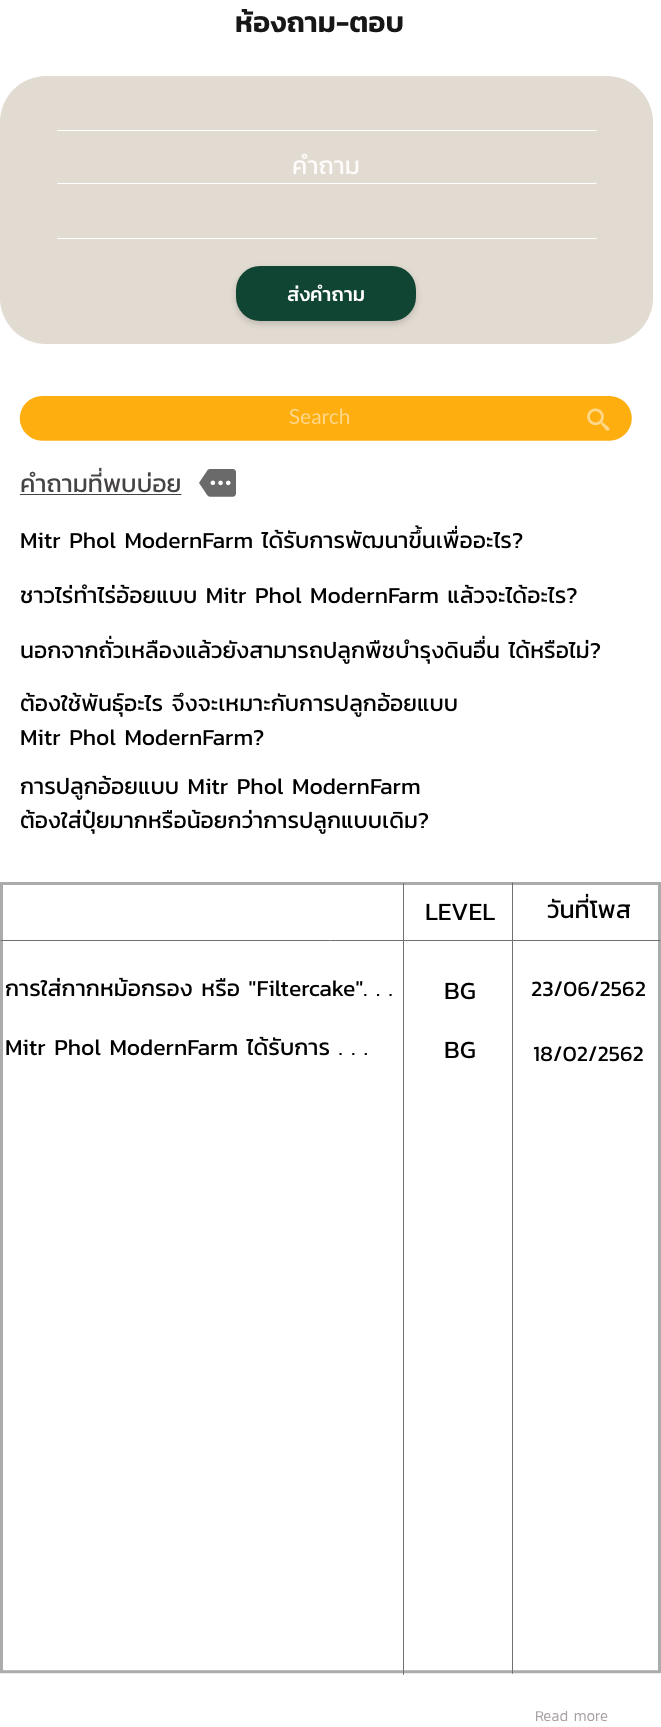 ห้องถาม-ตอบ
คำถาม
ส่งคำถาม
Search
คำถามที่พบบ่อย
Mitr Phol ModernFarm ได้รับการพัฒนาขึ้นเพื่ออะไร?
ชาวไร่ทำไร่อ้อยแบบ Mitr Phol ModernFarm แล้วจะได้อะไร?
นอกจากถั่วเหลืองแล้วยังสามารถปลูกพืชบำรุงดินอื่น ได้หรือไม่?
ต้องใช้พันธุ์อะไร จึงจะเหมาะกับการปลูกอ้อยแบบ
Mitr Phol ModernFarm?
การปลูกอ้อยแบบ Mitr Phol ModernFarm
ต้องใส่ปุ๋ยมากหรือน้อยกว่าการปลูกแบบเดิม?
LEVEL วันที่โพส
การใส่กากหม้อกรอง หรือ "Filtercake". . . BG 23/06/2562
Mitr Phol ModernFarm ได้รับการ . . . BG 18/02/2562
Read more